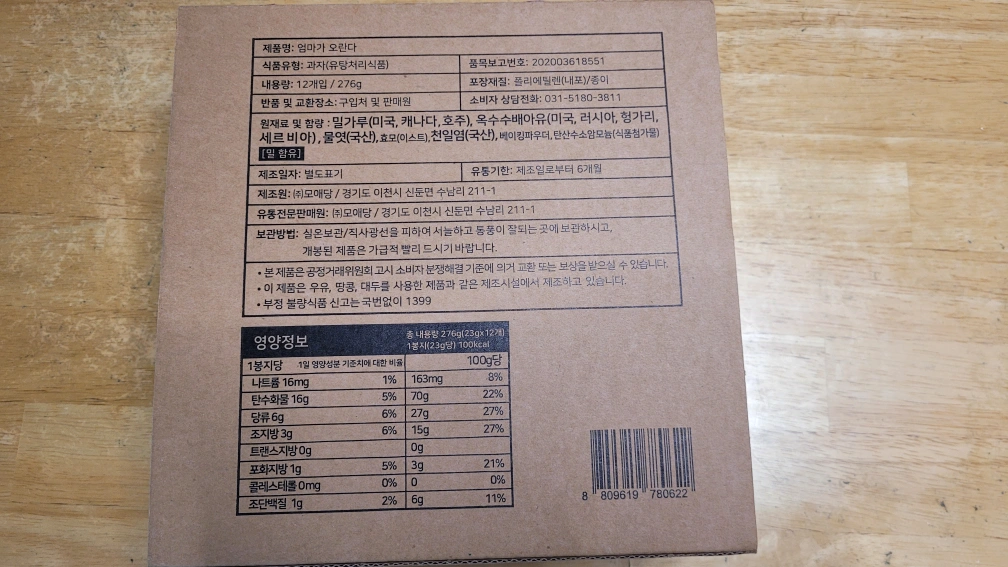 제품명: 엄마가 오란다
식품유형: 과자(유탕처리식품) 품목보고번호: 202003618551
내용량: 12개입 / 276g 포장재질: 폴리에틸렌(내포)/종이
반품 및 교환장소: 구입처 및 판매원 소비자 상담전화: 031-5180-3811
원재료 및 함량 : 밀가루(미국, 캐나다, 호주), 옥수수배아유(미국, 러시아, 헝가리,
세르비아), 물엿(국산), 효모(이스트), 천일염(국산), 베이킹파우더, 탄산수소암모늄(식품첨가물)
[밀 함유]
제조일자: 별도표기 유통기한: 제조일로부터 6개월
제조원: ㈜모애당 / 경기도 이천시 신둔면 수남리 211-1
유통전문판매원: ㈜모애당 / 경기도 이천시 신둔면 수남리 211-1
보관방법: 실온보관/직사광선을 피하여 서늘하고 통풍이 잘되는 곳에 보관하시고,
개봉된 제품은 가급적 빨리 드시기 바랍니다.
• 본 제품은 공정거래위원회 고시 소비자 분쟁해결 기준에 의거 교환 또는 보상을 받으실 수 있습니다.
• 이 제품은 우유, 땅콩, 대두를 사용한 제품과 같은 제조시설에서 제조하고 있습니다.
• 부정 불량식품 신고는 국번없이 1399
영양정보 총 내용량 276g(23gx12개)
1봉지(23g당) 100kcal
1봉지당 1일 영양성분 기준치에 대한 비율 100g당
나트륨 16mg 1% 163mg 8%
탄수화물 16g 5% 70g 22%
당류 6g 6% 27g 27%
조지방 3g 6% 15g 27%
트랜스지방 0g 0g
포화지방 1g 5% 3g 21%
콜레스테롤 0mg 0% 0 0%
조단백질 1g 2% 6g 11%
8 809619 780622